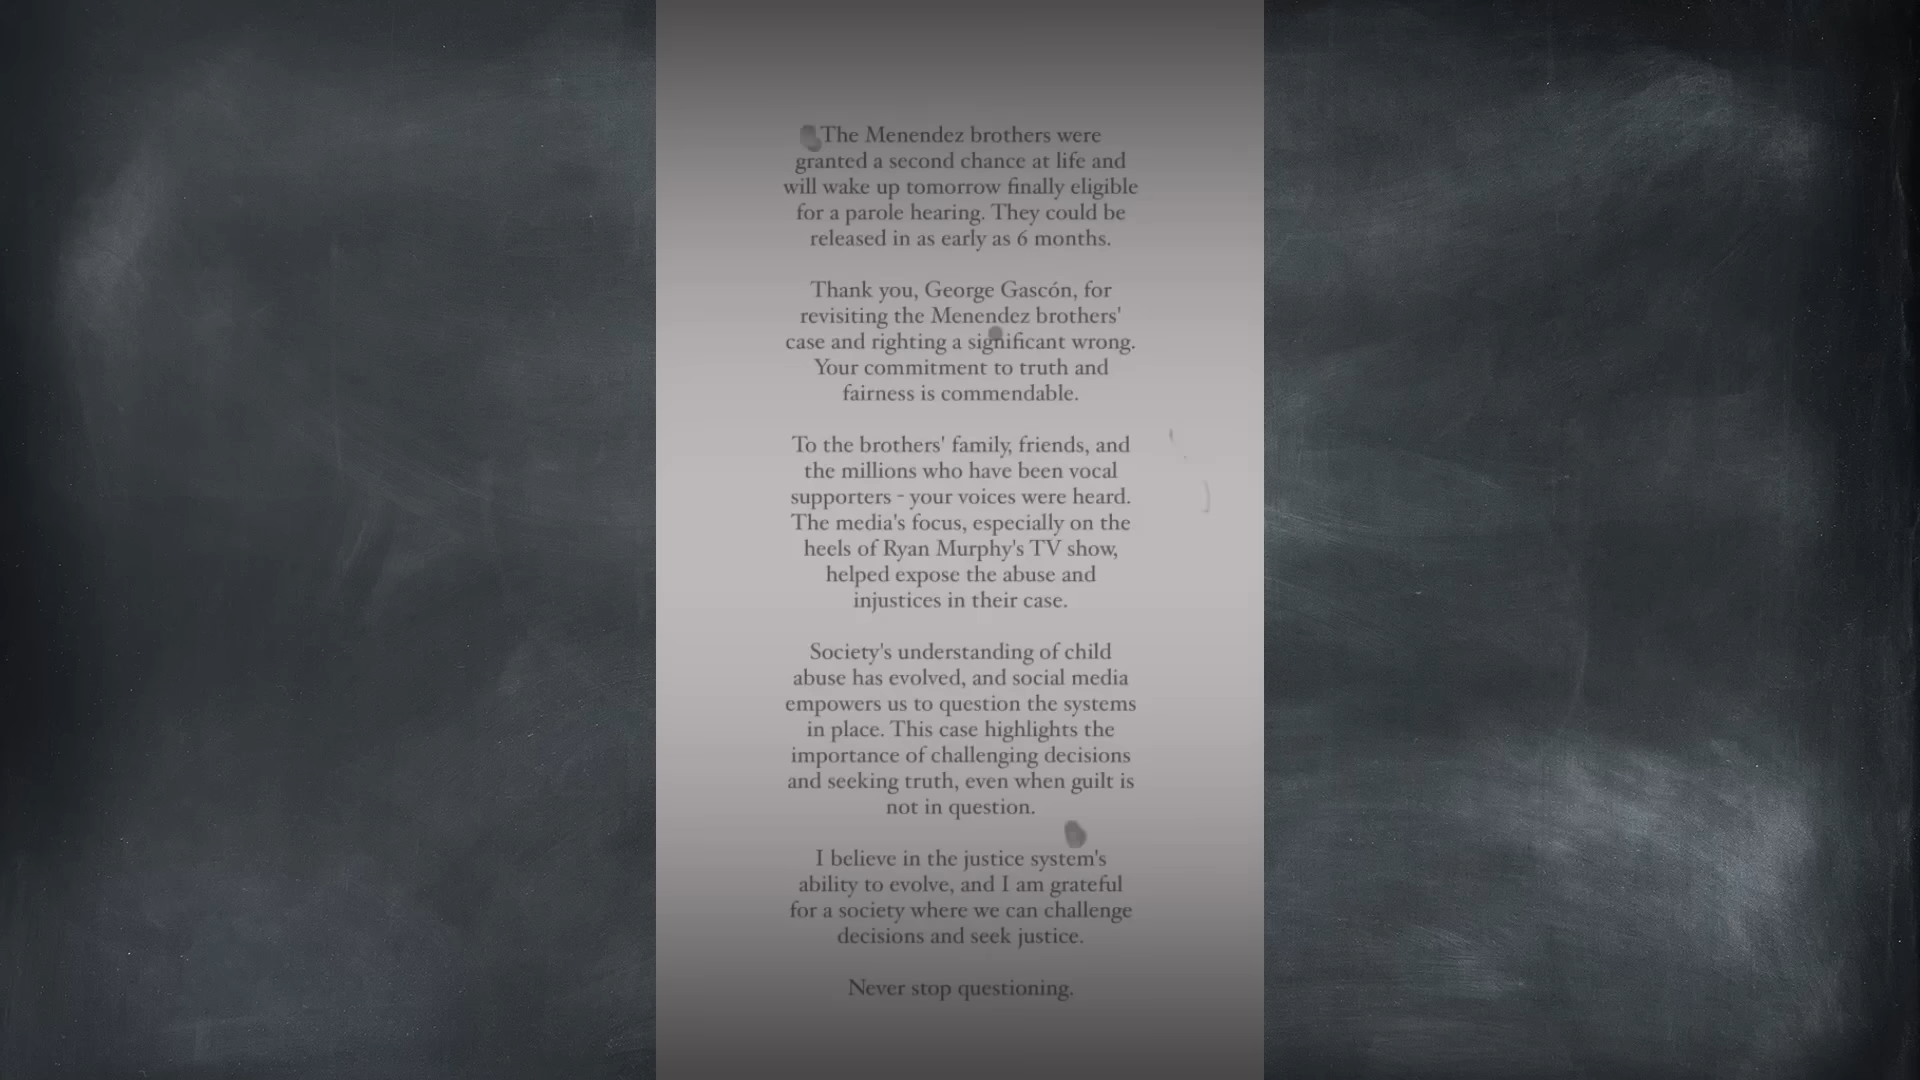 The Menendez brothers were
granted a second chance at life and
will wake up tomorrow finally eligible
for a parole hearing. They could be
released in as early as 6 months.
Thank you, George Gascón, for
revisiting the Menendez brothers'
case and righting a significant wrong.
Your commitment to truth and
fairness is commendable.
To the brothers' family, friends, and
the millions who have been vocal
supporters - your voices were heard.
The media's focus, especially on the
heels of Ryan Murphy's TV show,
helped expose the abuse and
injustices in their case.
Society's understanding of child
abuse has evolved, and social media
empowers us to question the systems
in place. This case highlights the
importance of challenging decisions
and seeking truth, even when guilt is
not in question.
I believe in the justice system's
ability to evolve, and I am grateful
for a society where we can challenge
decisions and seek justice.
Never stop questioning.